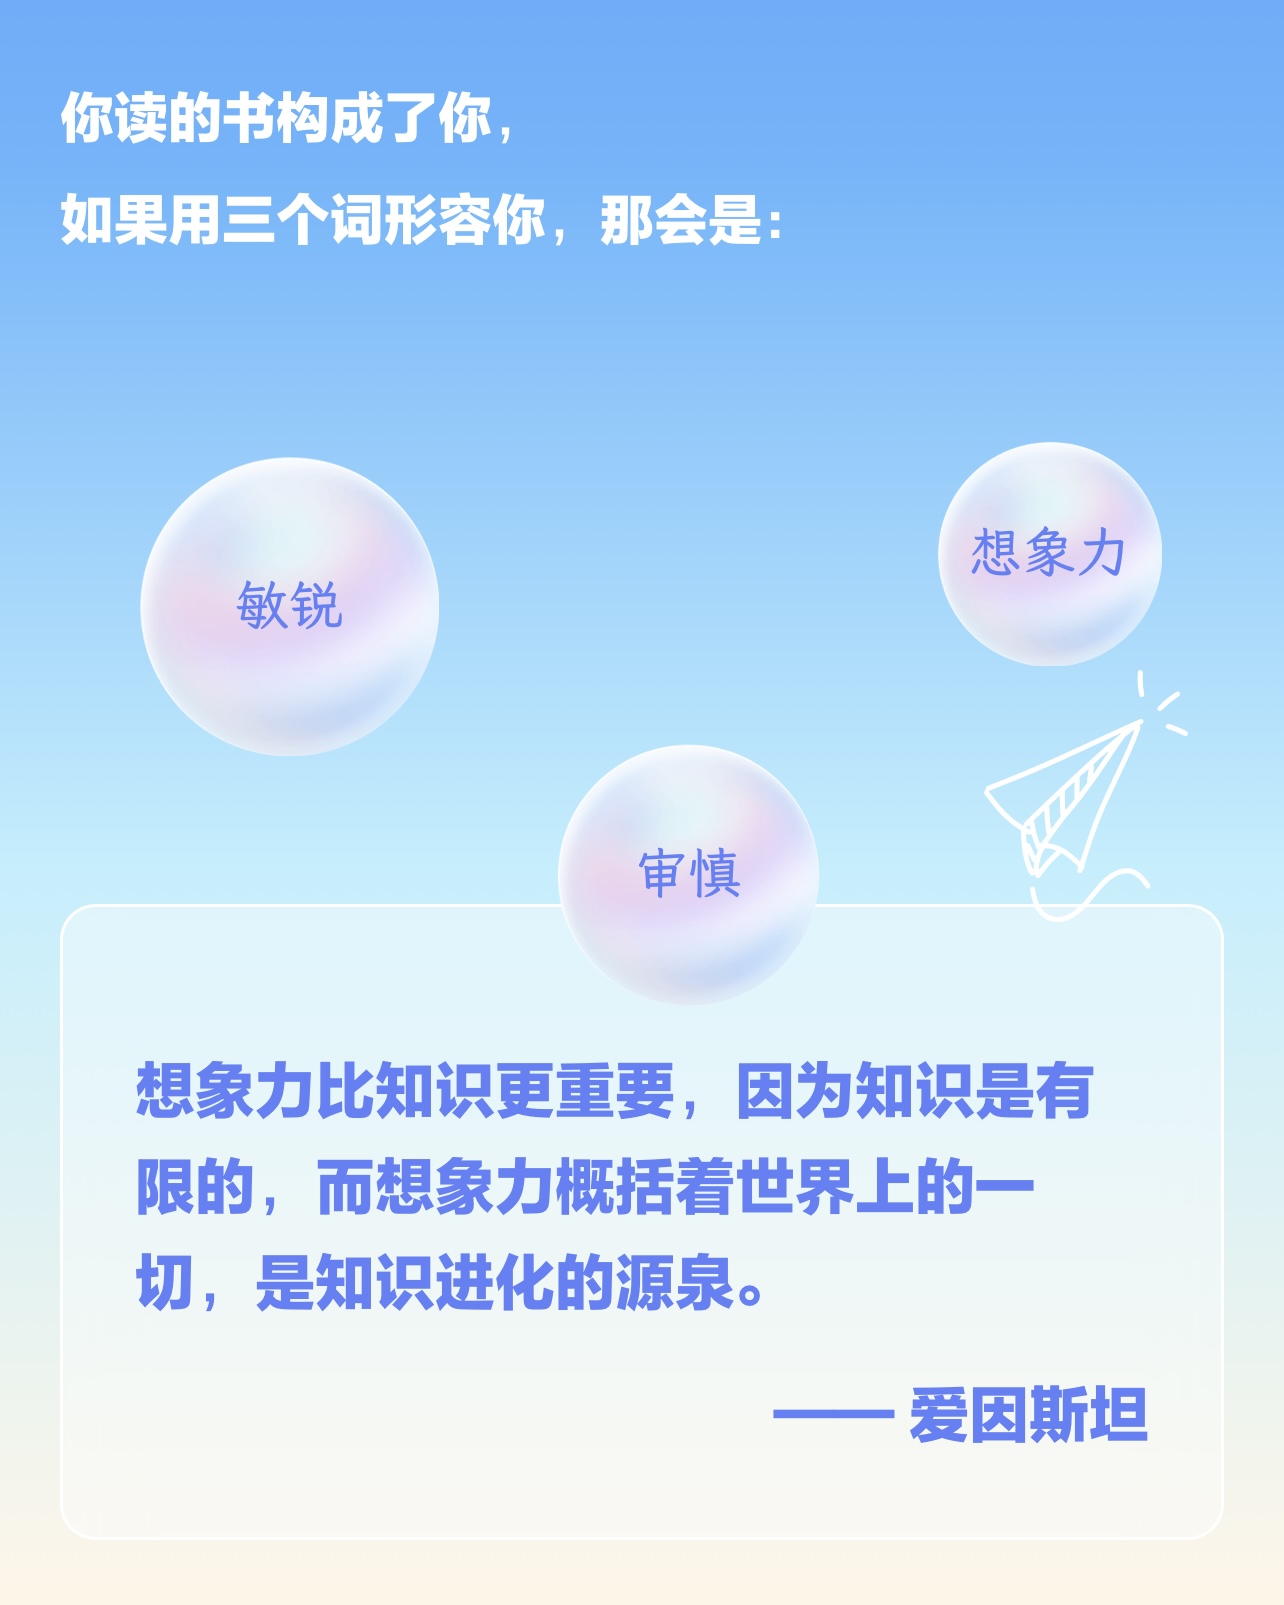 你读的书构成了你，
如果用三个词形容你，那会是：
想象力
敏锐
审慎
想象力比知识更重要，因为知识是有
限的，而想象力概括着世界上的一
切，是知识进化的源泉。
—— 爱因斯坦